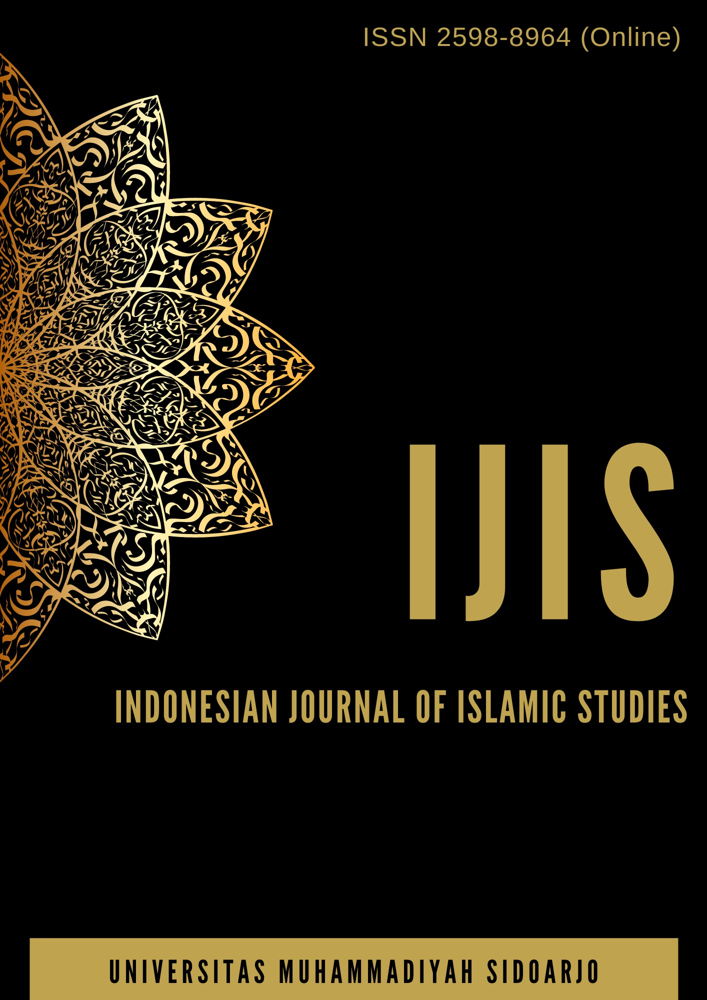 ISSN 2598-8964 (Online)
IJIS
INDONESIAN JOURNAL OF ISLAMIC STUDIES
UNIVERSITAS MUHAMMADIYAH SIDOARJO